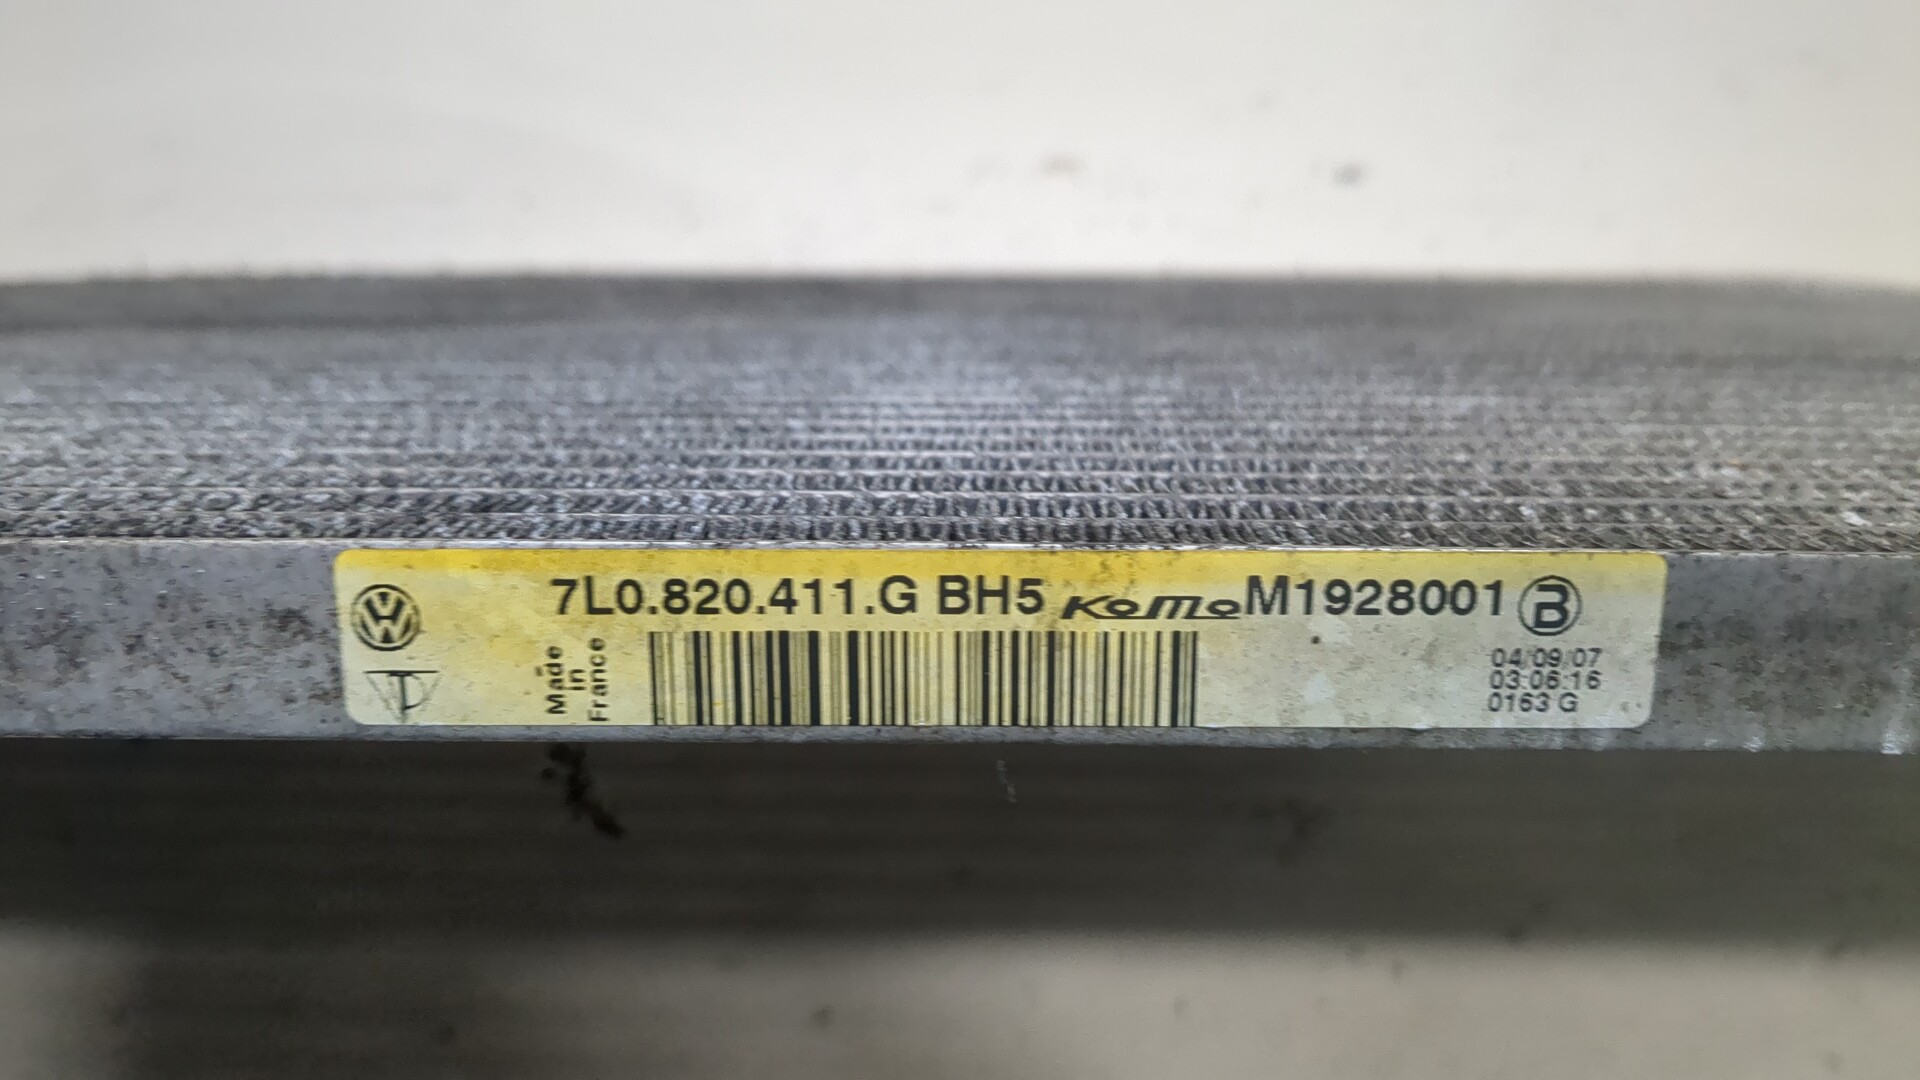 7L0.820.411.G BH5 KoMo M1928001 B
Made
in
France
04/09/07
03:06:16
0163 G